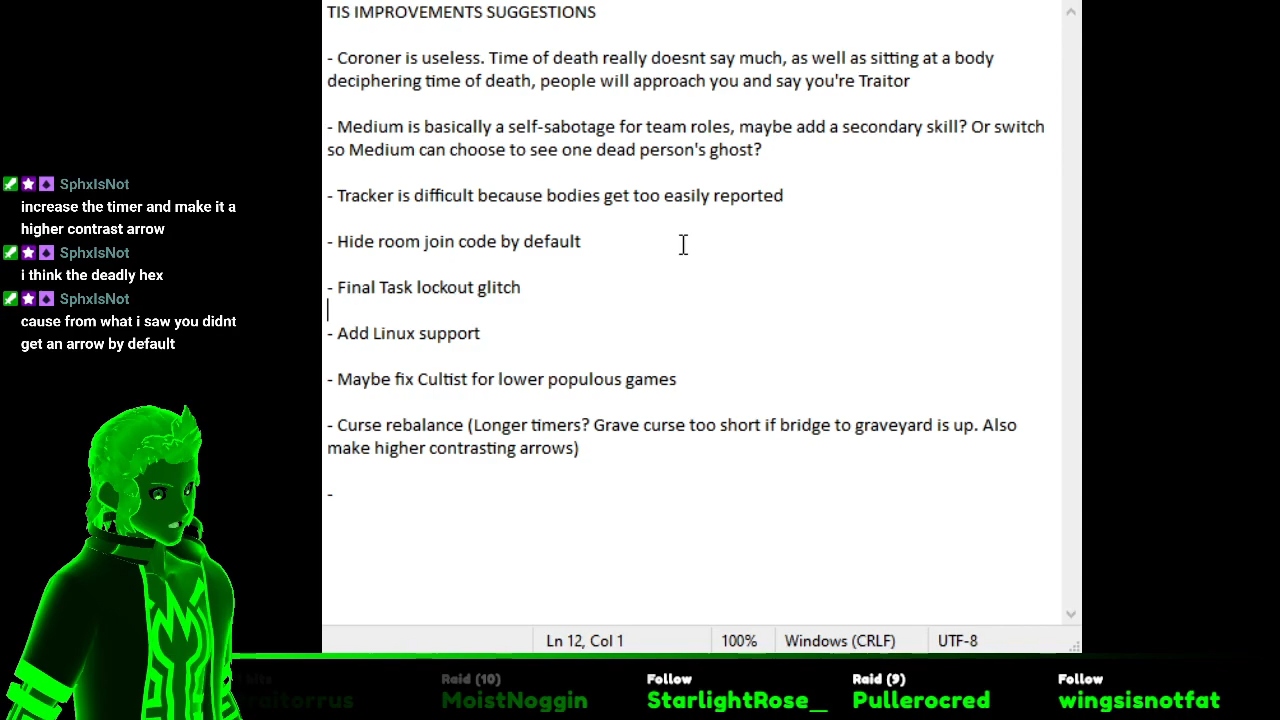 TIS IMPROVEMENTS SUGGESTIONS
- Coroner is useless. Time of death really doesnt say much, as well as sitting at a body
deciphering time of death, people will approach you and say you're Traitor
- Medium is basically a self-sabotage for team roles, maybe add a secondary skill? Or switch
so Medium can choose to see one dead person's ghost?
- Tracker is difficult because bodies get too easily reported
- Hide room join code by default
- Final Task lockout glitch
- Add Linux support
- Maybe fix Cultist for lower populous games
- Curse rebalance (Longer timers? Grave curse too short if bridge to graveyard is up. Also
make higher contrasting arrows)
-
SphxIsNot
increase the timer and make it a
higher contrast arrow
SphxIsNot
i think the deadly hex
SphxIsNot
cause from what i saw you didnt
get an arrow by default
Ln 12, Col 1
100%
Windows (CRLF)
UTF-8
Raid (10)
MoistNoggin
Follow
StarlightRose_
Raid (9)
Pullerocred
Follow
wingsisnotfat